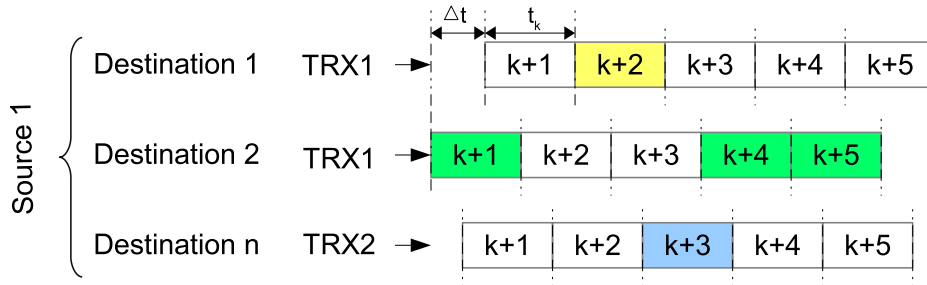 △t t_k
Destination 1 TRX1 k+1 k+2 k+3 k+4 k+5
Source 1
Destination 2 TRX1 k+1 k+2 k+3 k+4 k+5
Destination n TRX2 k+1 k+2 k+3 k+4 k+5